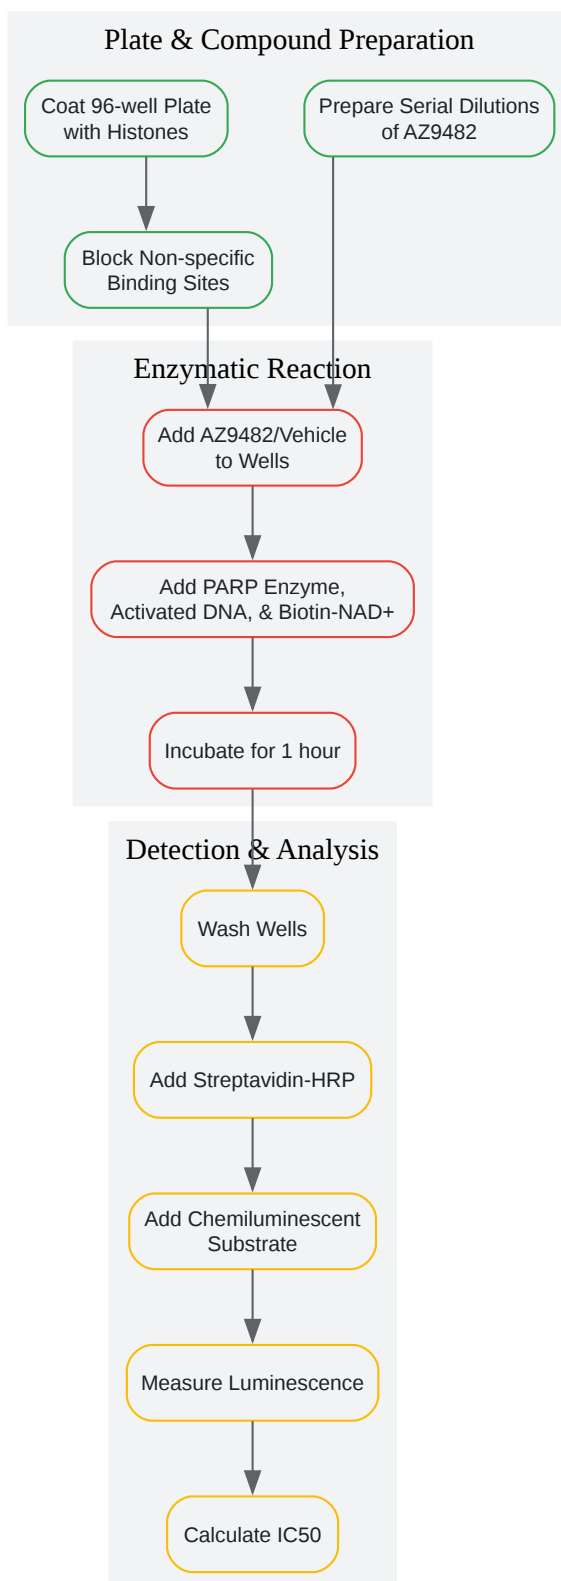 Plate & Compound Preparation
Coat 96-well Plate
with Histones
Prepare Serial Dilutions
of AZ9482
Block Non-specific
Binding Sites
Enzymatic Reaction
Add AZ9482/Vehicle
to Wells
Add PARP Enzyme,
Activated DNA, & Biotin-NAD+
Incubate for 1 hour
Detection & Analysis
Wash Wells
Add Streptavidin-HRP
Add Chemiluminescent
Substrate
Measure Luminescence
Calculate IC50